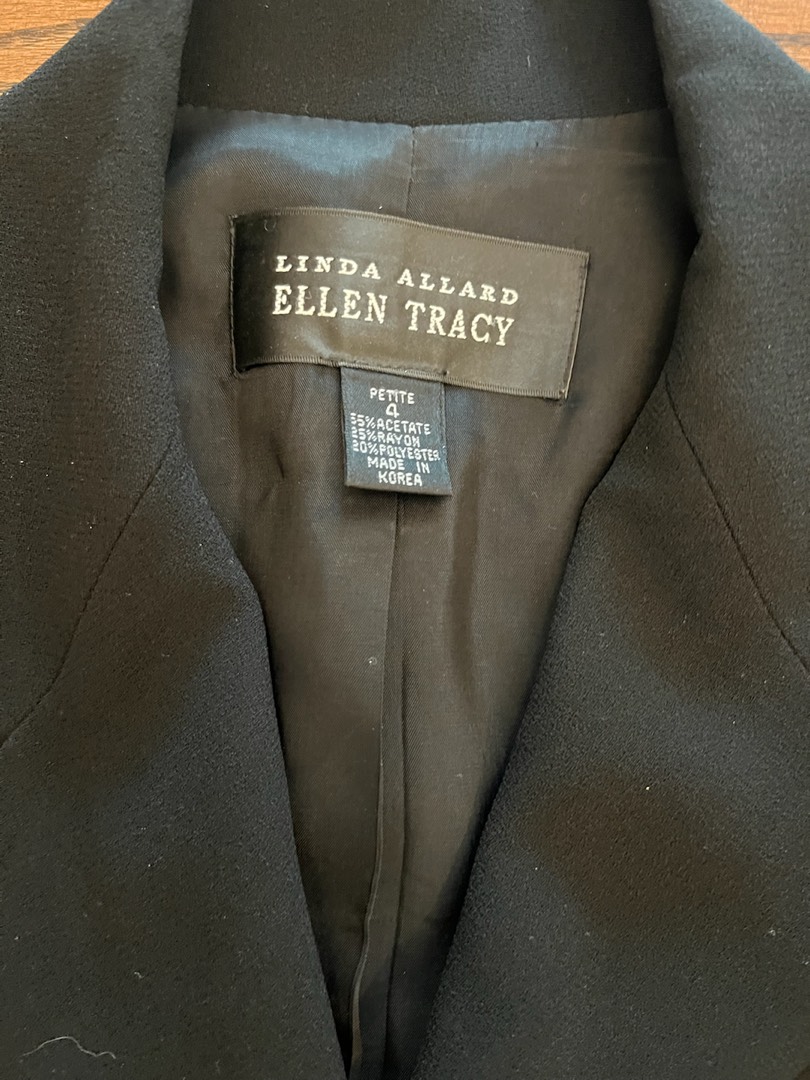 LINDA ALLARD
ELLEN TRACY
PETITE
4
55%ACETATE
25%RAYON
20%POLYESTER
MADE IN
KOREA